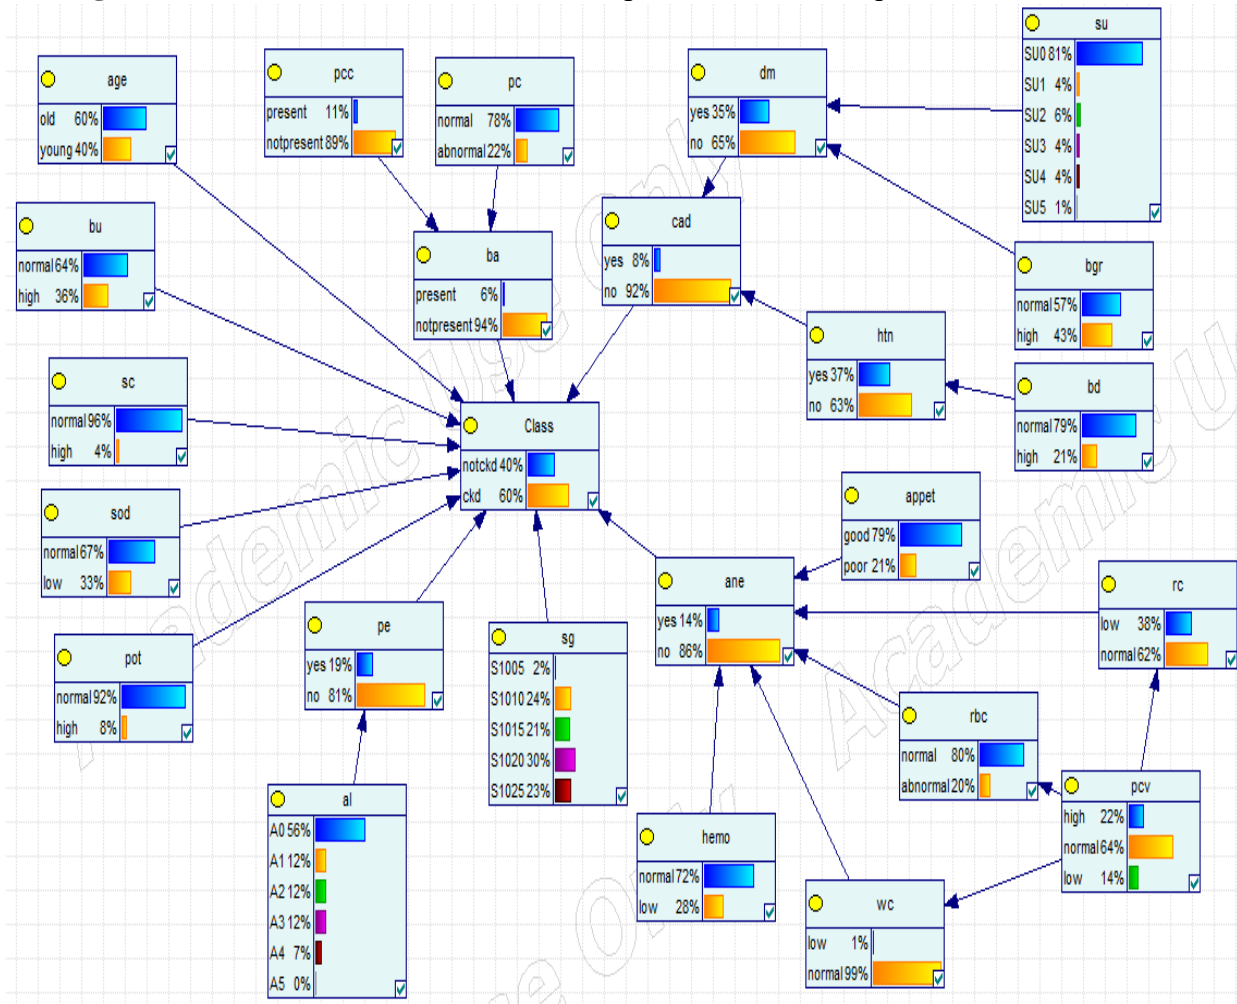 su
SU0 81%
SU1 4%
SU2 6%
SU3 4%
SU4 4%
SU5 1%
age
old 60%
young 40%
pcc
present 11%
notpresent 89%
pc
normal 78%
abnormal 22%
dm
yes 35%
no 65%
bu
normal 64%
high 36%
ba
present 6%
notpresent 94%
cad
yes 8%
no 92%
bgr
normal 57%
high 43%
htn
yes 37%
no 63%
bd
normal 79%
high 21%
sc
normal 96%
high 4%
Class
notckd 40%
ckd 60%
sod
normal 67%
low 33%
appet
good 79%
poor 21%
ane
yes 14%
no 86%
rc
low 38%
normal 62%
pot
normal 92%
high 8%
pe
yes 19%
no 81%
sg
S1005 2%
S1010 24%
S1015 21%
S1020 30%
S1025 23%
rbc
normal 80%
abnormal 20%
pcv
high 22%
normal 64%
low 14%
al
A0 56%
A1 12%
A2 12%
A3 12%
A4 7%
A5 0%
hemo
normal 72%
low 28%
wc
low 1%
normal 99%
Academic Use Only
Academic U